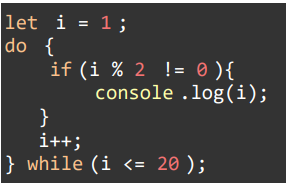 let i = 1;
do {
    if(i % 2 != 0){
        console.log(i);
    }
    i++;
} while(i <= 20);